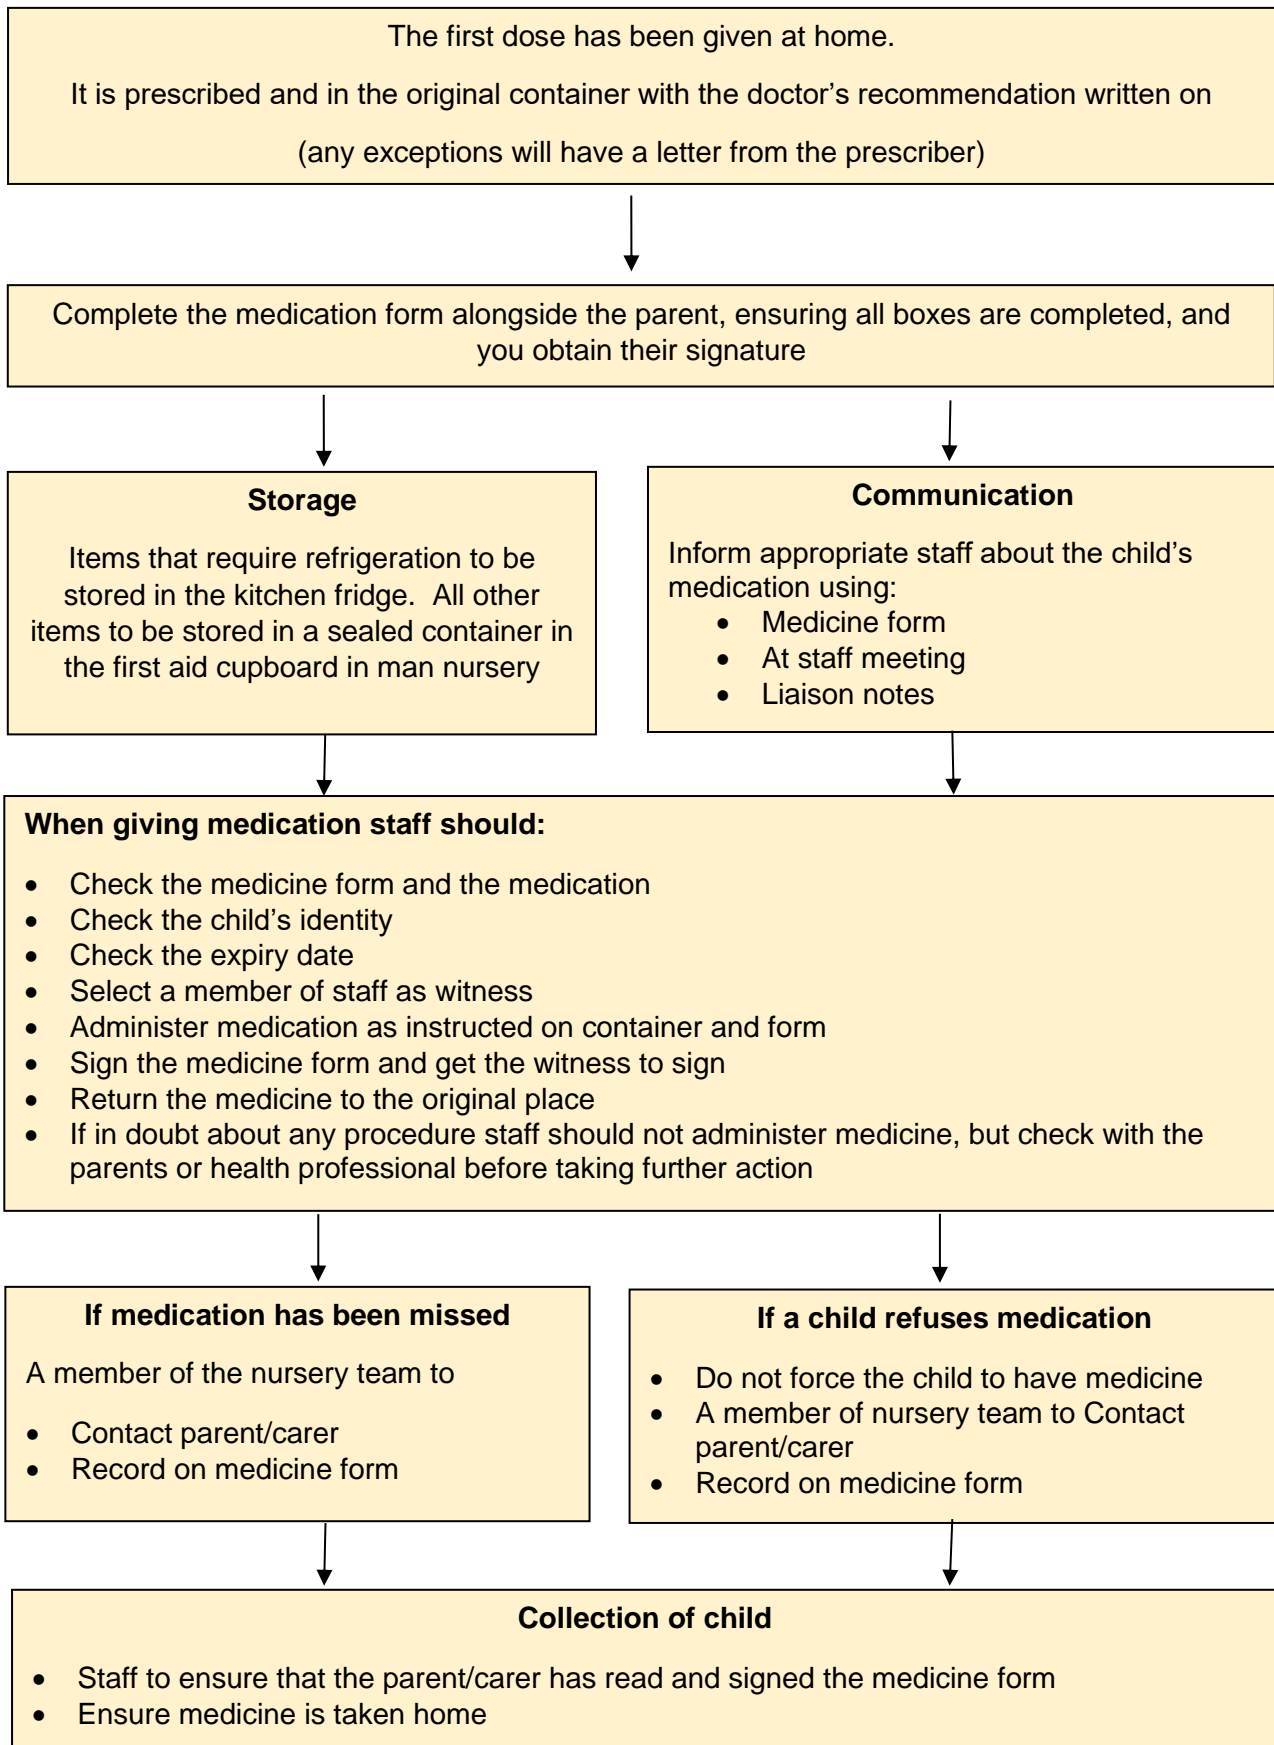 The first dose has been given at home.
It is prescribed and in the original container with the doctor’s recommendation written on
(any exceptions will have a letter from the prescriber)
Complete the medication form alongside the parent, ensuring all boxes are completed, and
you obtain their signature
Storage
Items that require refrigeration to be
stored in the kitchen fridge. All other
items to be stored in a sealed container in
the first aid cupboard in man nursery
Communication
Inform appropriate staff about the child’s
medication using:
• Medicine form
• At staff meeting
• Liaison notes
When giving medication staff should:
• Check the medicine form and the medication
• Check the child’s identity
• Check the expiry date
• Select a member of staff as witness
• Administer medication as instructed on container and form
• Sign the medicine form and get the witness to sign
• Return the medicine to the original place
• If in doubt about any procedure staff should not administer medicine, but check with the
parents or health professional before taking further action
If medication has been missed
A member of the nursery team to
• Contact parent/carer
• Record on medicine form
If a child refuses medication
• Do not force the child to have medicine
• A member of nursery team to Contact
parent/carer
• Record on medicine form
Collection of child
• Staff to ensure that the parent/carer has read and signed the medicine form
• Ensure medicine is taken home